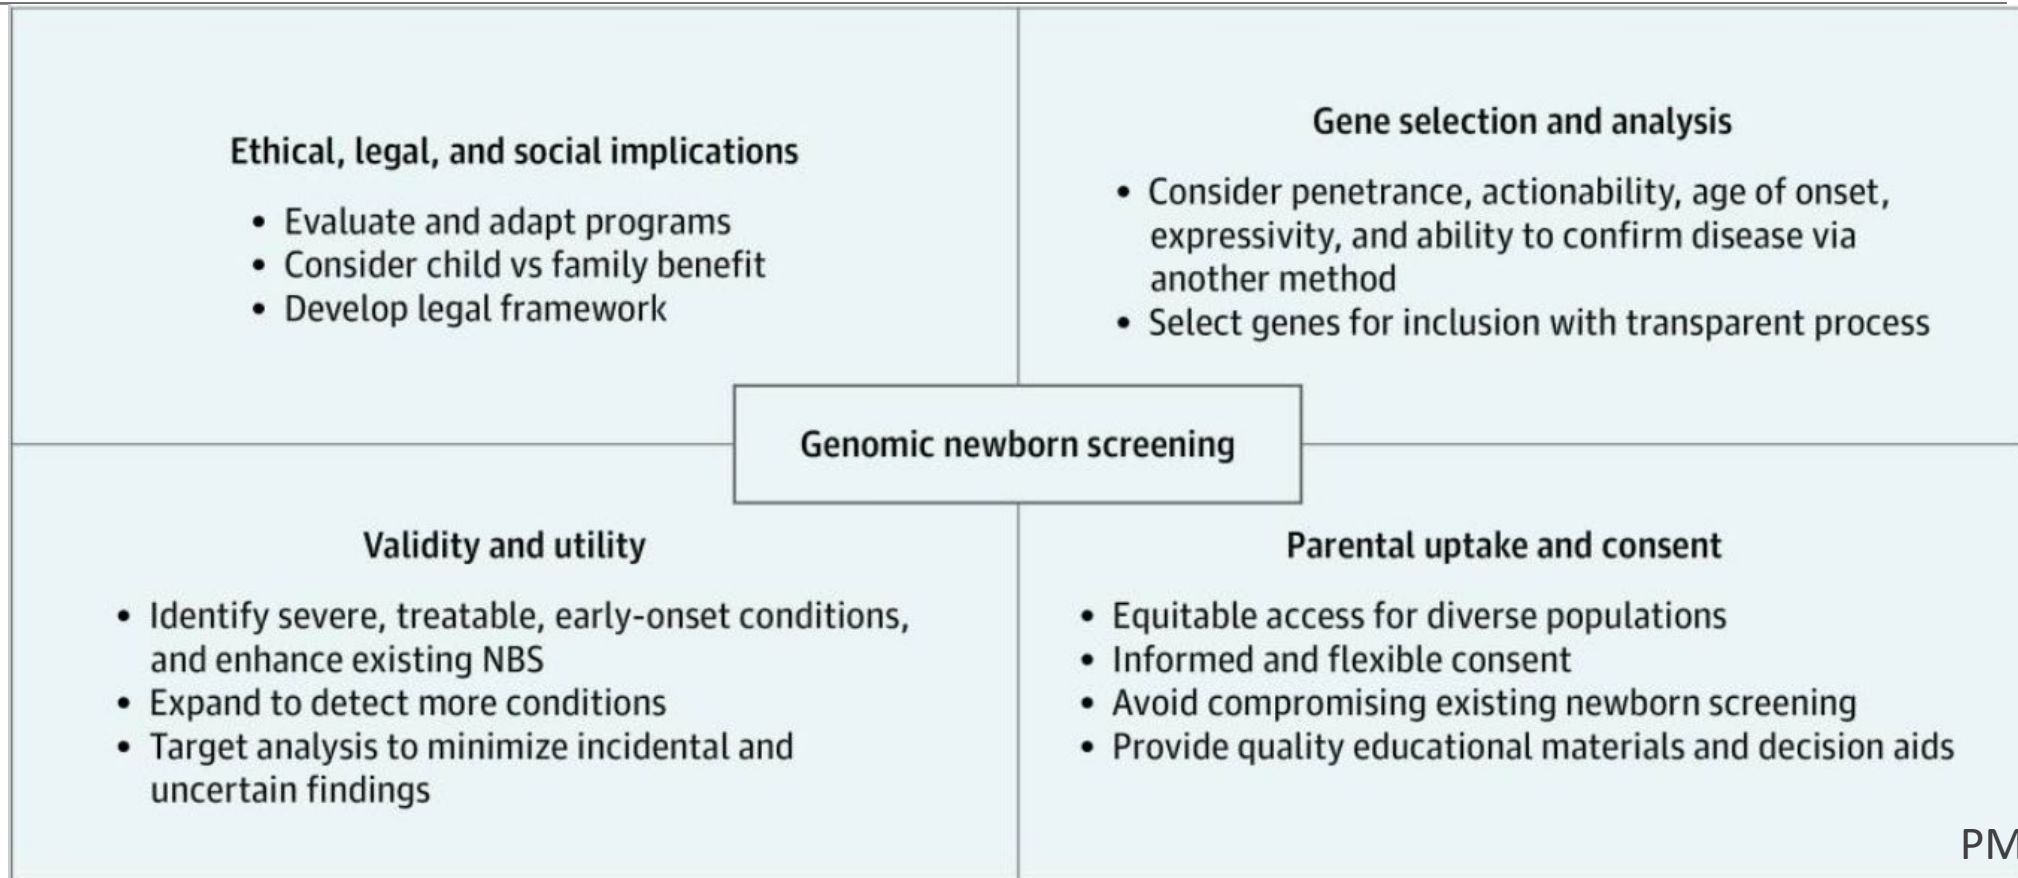 Ethical, legal, and social implications
• Evaluate and adapt programs
• Consider child vs family benefit
• Develop legal framework
Gene selection and analysis
• Consider penetrance, actionability, age of onset,
expressivity, and ability to confirm disease via
another method
• Select genes for inclusion with transparent process
Genomic newborn screening
Validity and utility
• Identify severe, treatable, early-onset conditions,
and enhance existing NBS
• Expand to detect more conditions
• Target analysis to minimize incidental and
uncertain findings
Parental uptake and consent
• Equitable access for diverse populations
• Informed and flexible consent
• Avoid compromising existing newborn screening
• Provide quality educational materials and decision aids
PM